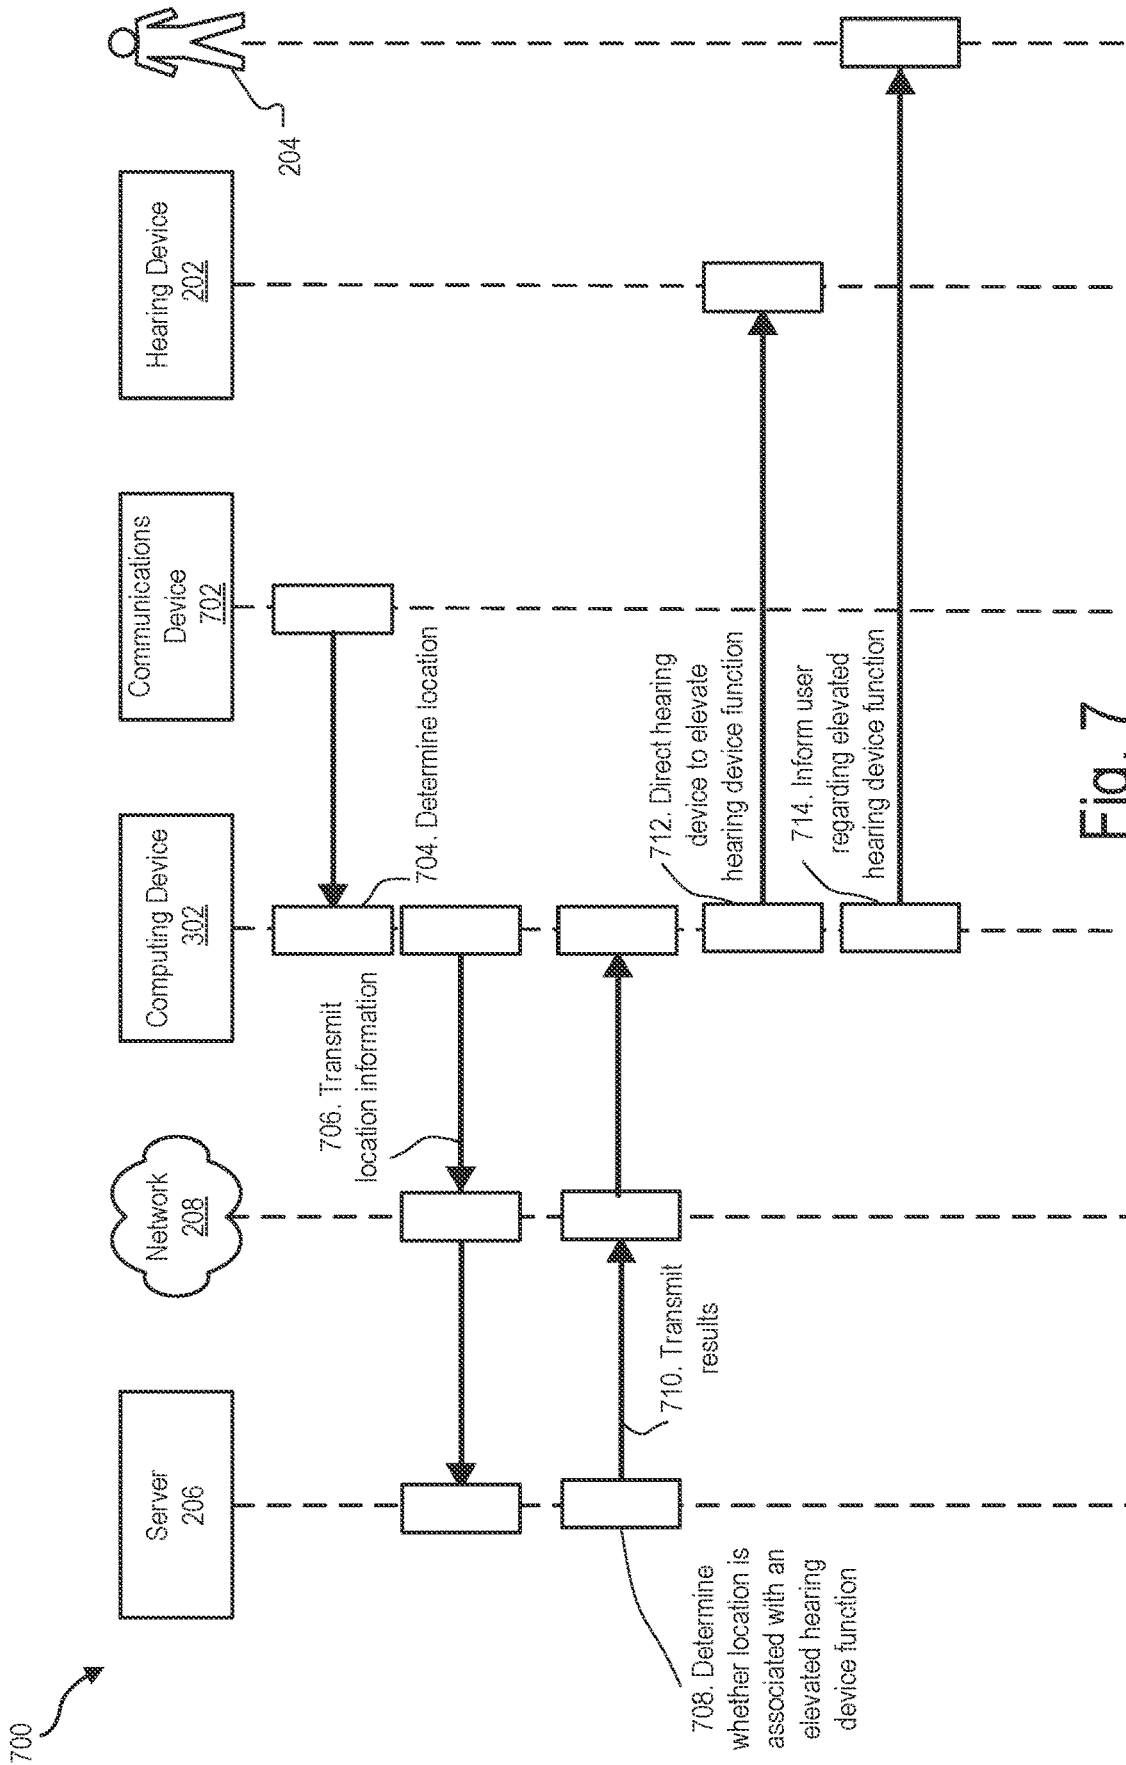 700
Server
206
Network
208
Computing Device
302
Communications
Device
702
Hearing Device
202
204
704. Determine location
706. Transmit
location information
708. Determine
whether location is
associated with an
elevated hearing
device function
710. Transmit
results
712. Direct hearing
device to elevate
hearing device function
714. Inform user
regarding elevated
hearing device function
Fig. 7